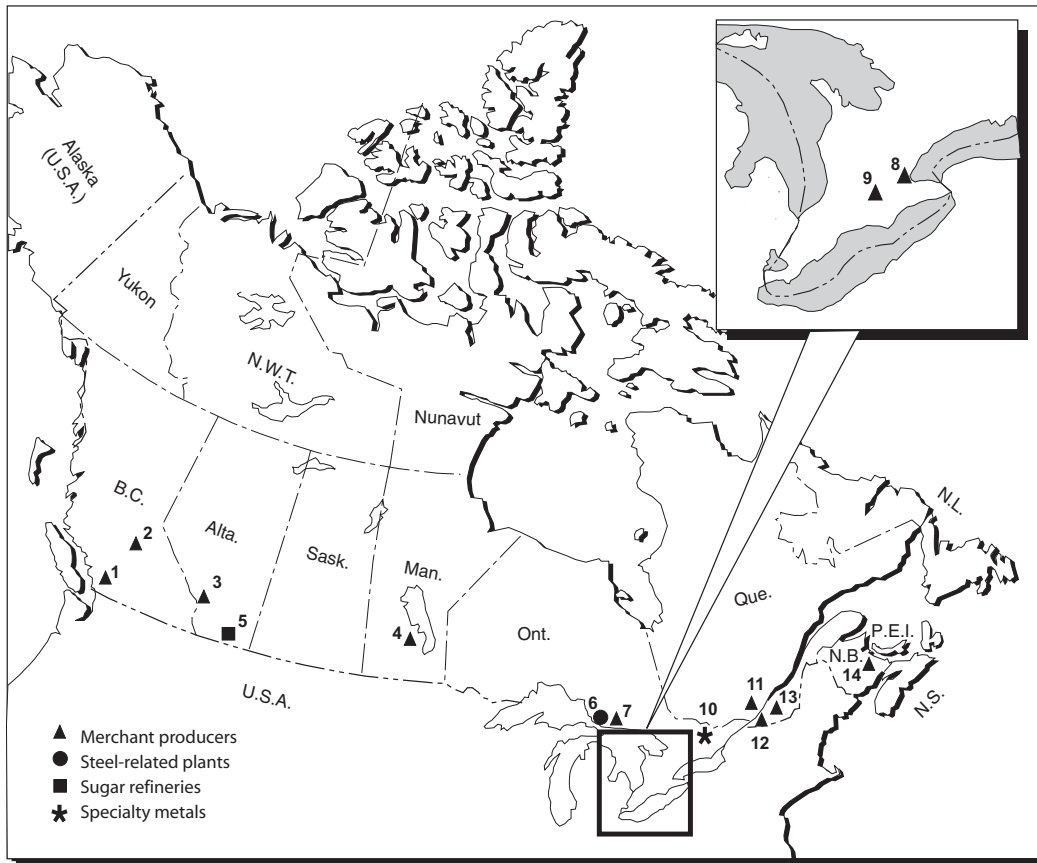 Alaska
(U.S.A.)
Yukon
N.W.T.
Nunavut
8
9
B.C.
2
1
Alta.
3
5
Sask.
Man.
4
Ont.
Que.
N.L.
P.E.I.
N.B.
14
N.S.
U.S.A.
6
7
10
11
13
12
Merchant producers
Steel-related plants
Sugar refineries
Specialty metals